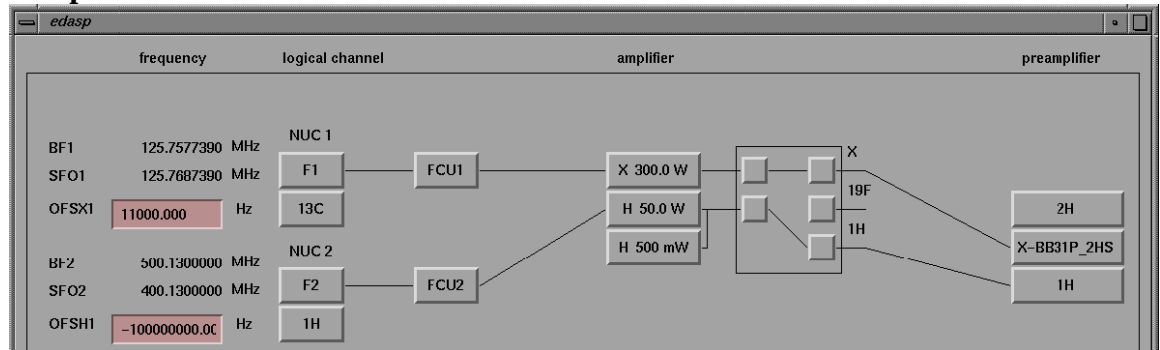 edasp
frequency logical channel amplifier preamplifier
NUC 1
BF1 125.7577390 MHz
X
F1 FCU1 X 300.0 W
SFO1 125.7687390 MHz
19F
OFSX1 11000.000 Hz 13C H 50.0 W 2H
1H
NUC 2 H 500 mW X-BB31P_2HS
BF2 500.1300000 MHz
F2 FCU2 1H
SFO2 400.1300000 MHz
OFSH1 -100000000.00 Hz 1H